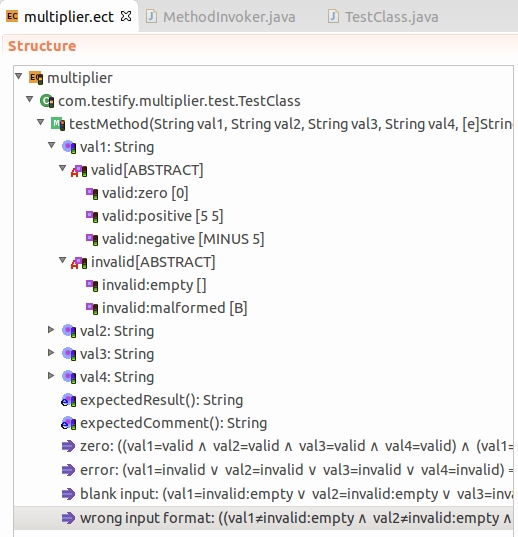 multiplier.ect
MethodInvoker.java
TestClass.java
Structure
multiplier
com.testify.multiplier.test.TestClass
testMethod(String val1, String val2, String val3, String val4, [e]Strin
val1: String
valid[ABSTRACT]
valid:zero [0]
valid:positive [5 5]
valid:negative [MINUS 5]
invalid[ABSTRACT]
invalid:empty []
invalid:malformed [B]
val2: String
val3: String
val4: String
expectedResult(): String
expectedComment(): String
zero: ((val1=valid ∧ val2=valid ∧ val3=valid ∧ val4=valid) ∧ (val1=
error: (val1=invalid ∨ val2=invalid ∨ val3=invalid ∨ val4=invalid) =
blank input: (val1=invalid:empty ∨ val2=invalid:empty ∨ val3=inva
wrong input format: ((val1≠invalid:empty ∧ val2≠invalid:empty ∧